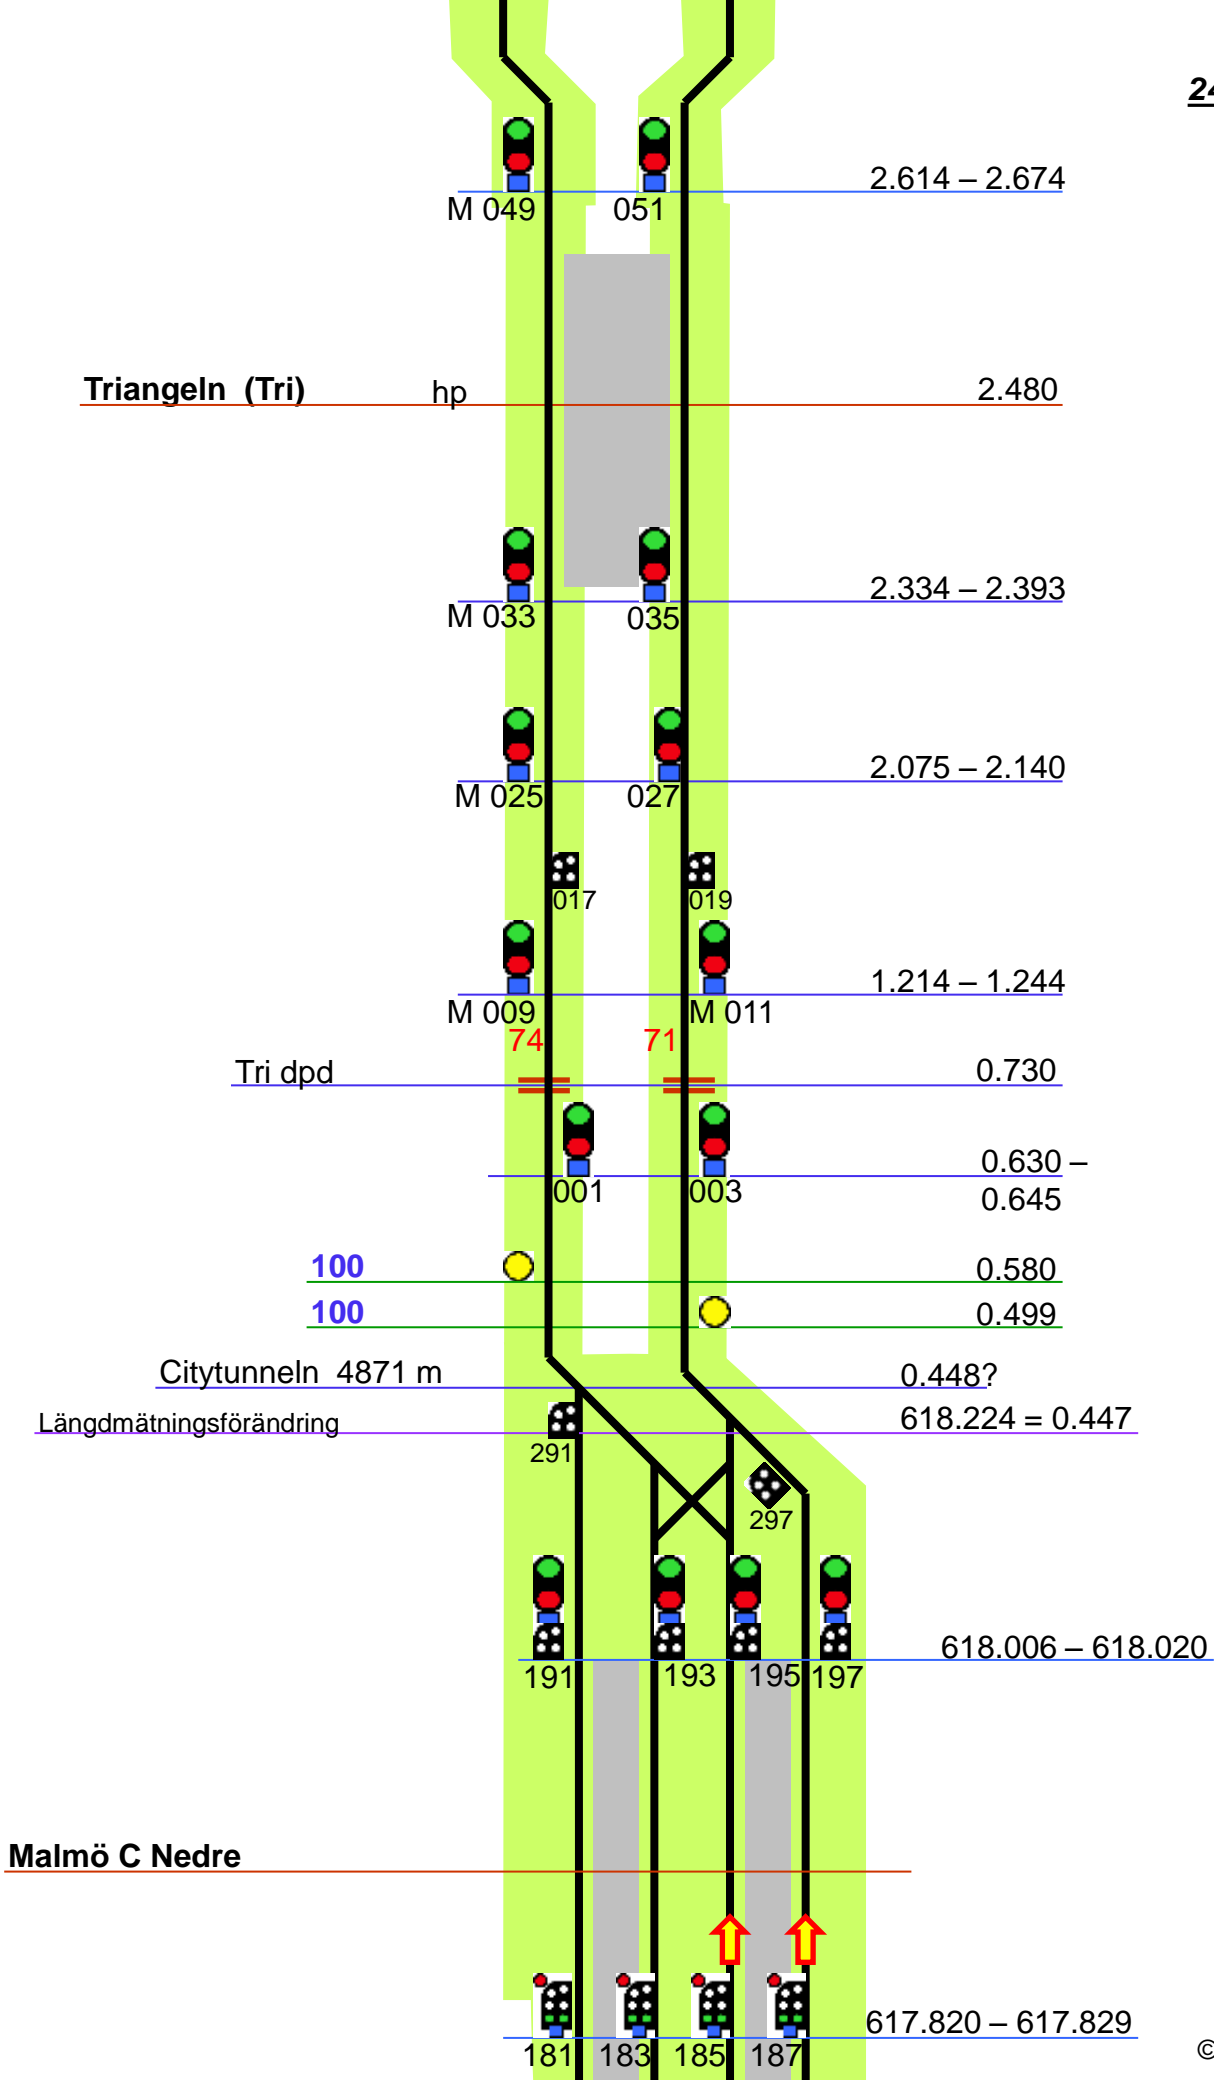 24
2.614 – 2.674
M 049 051
Triangeln (Tri) hp 2.480
2.334 – 2.393
M 033 035
2.075 – 2.140
M 025 027
017 019
1.214 – 1.244
M 009 M 011
74 71
Tri dpd 0.730
0.630 –
001 003 0.645
100 0.580
100 0.499
Citytunneln 4871 m 0.448?
Längdmätningsförändring 618.224 = 0.447
291
297
618.006 – 618.020
191 193 195 197
Malmö C Nedre
617.820 – 617.829
181 183 185 187
©